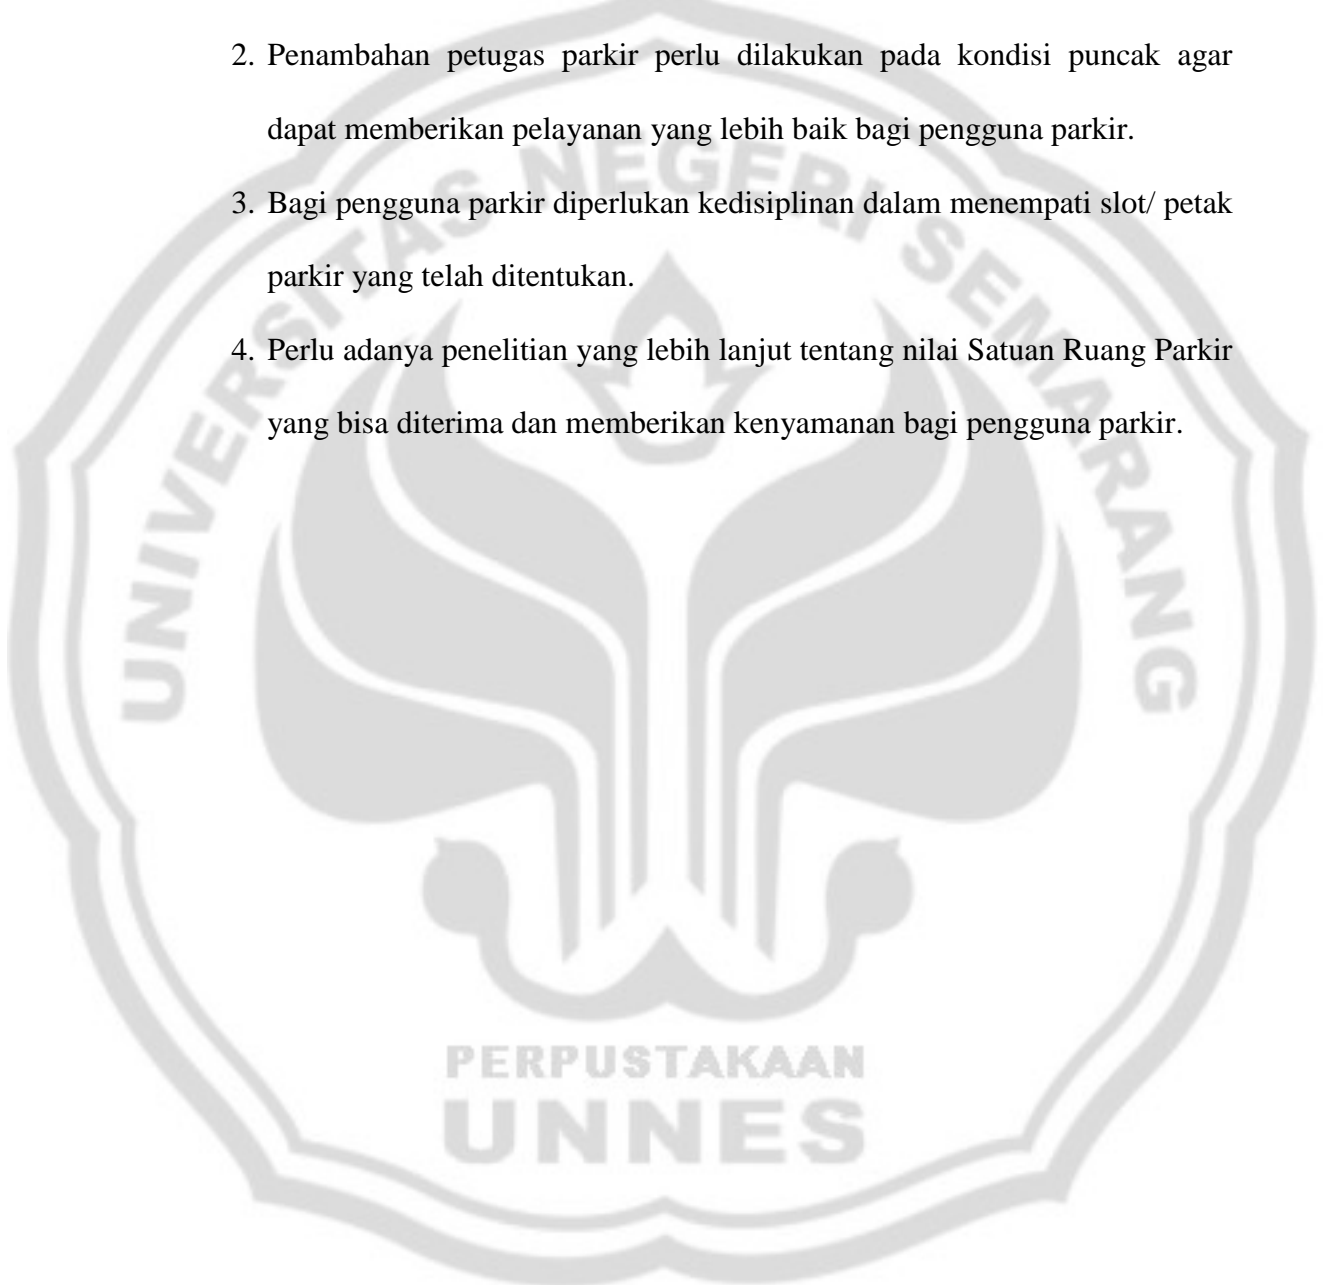 2. Penambahan petugas parkir perlu dilakukan pada kondisi puncak agar
dapat memberikan pelayanan yang lebih baik bagi pengguna parkir.
3. Bagi pengguna parkir diperlukan kedisiplinan dalam menempati slot/ petak
parkir yang telah ditentukan.
4. Perlu adanya penelitian yang lebih lanjut tentang nilai Satuan Ruang Parkir
yang bisa diterima dan memberikan kenyamanan bagi pengguna parkir.
UNIVERSITAS NEGERI SEMARANG
PERPUSTAKAAN
UNNES